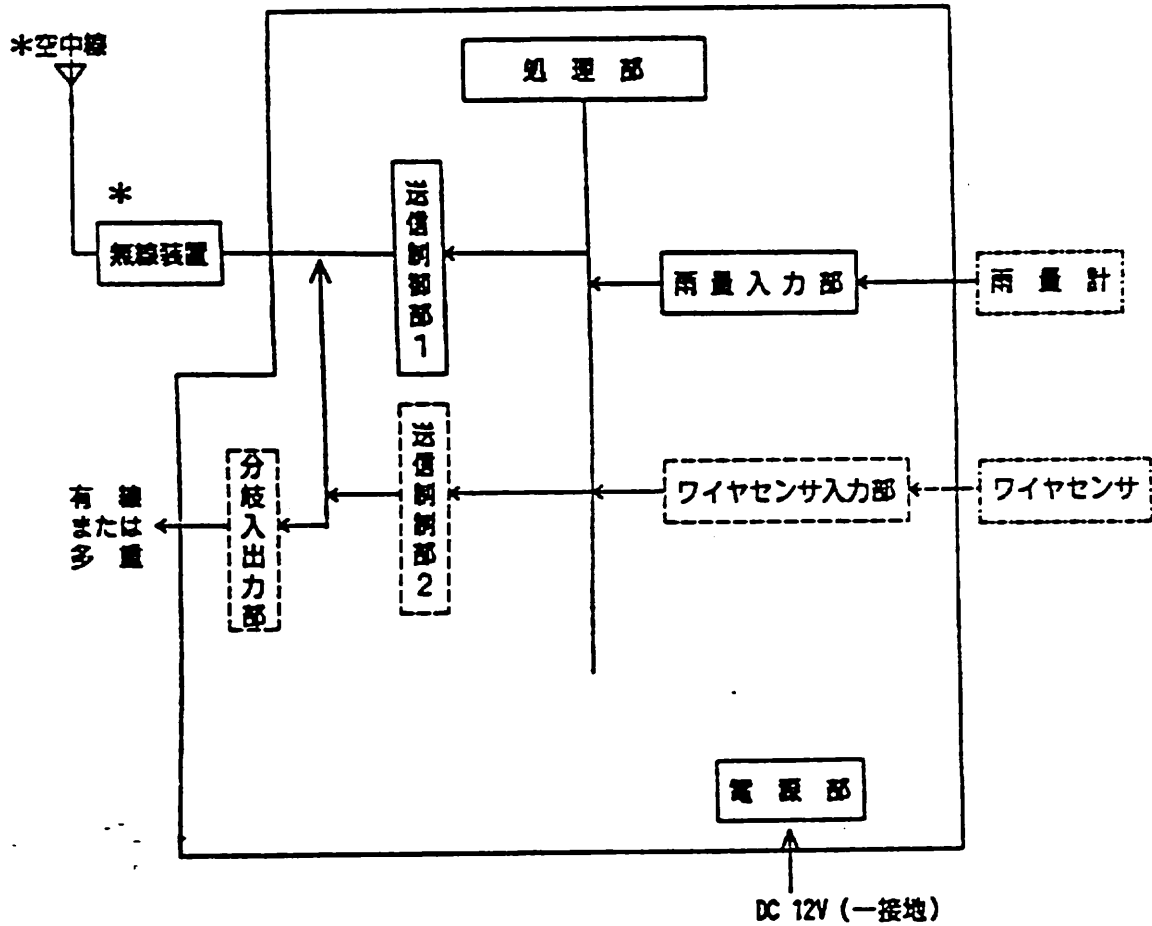 *空中線
処理部
*
無線装置
送信制御部1
雨量入力部
雨量計
送信制御部2
分岐入出力部
有線
または
多重
ワイヤセンサ入力部
ワイヤセンサ
電源部
DC 12V (一接地)